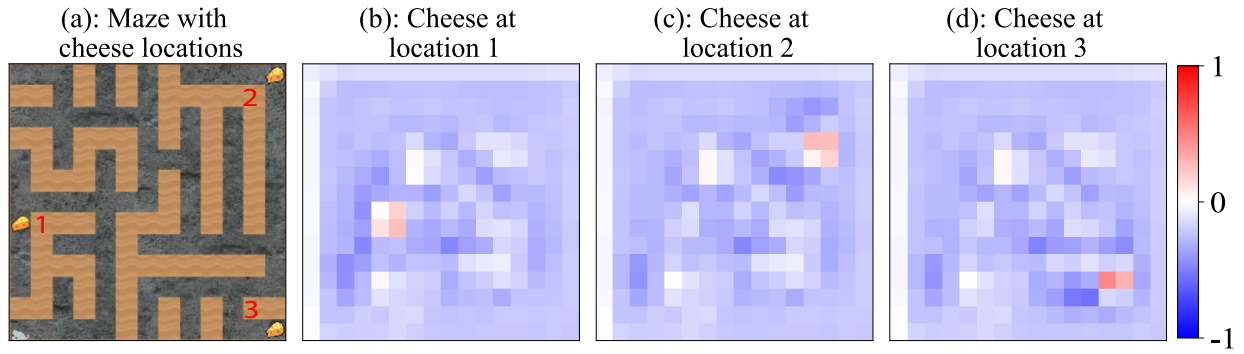 (a): Maze with
cheese locations
(b): Cheese at
location 1
(c): Cheese at
location 2
(d): Cheese at
location 3
2
1
3
1
0
-1